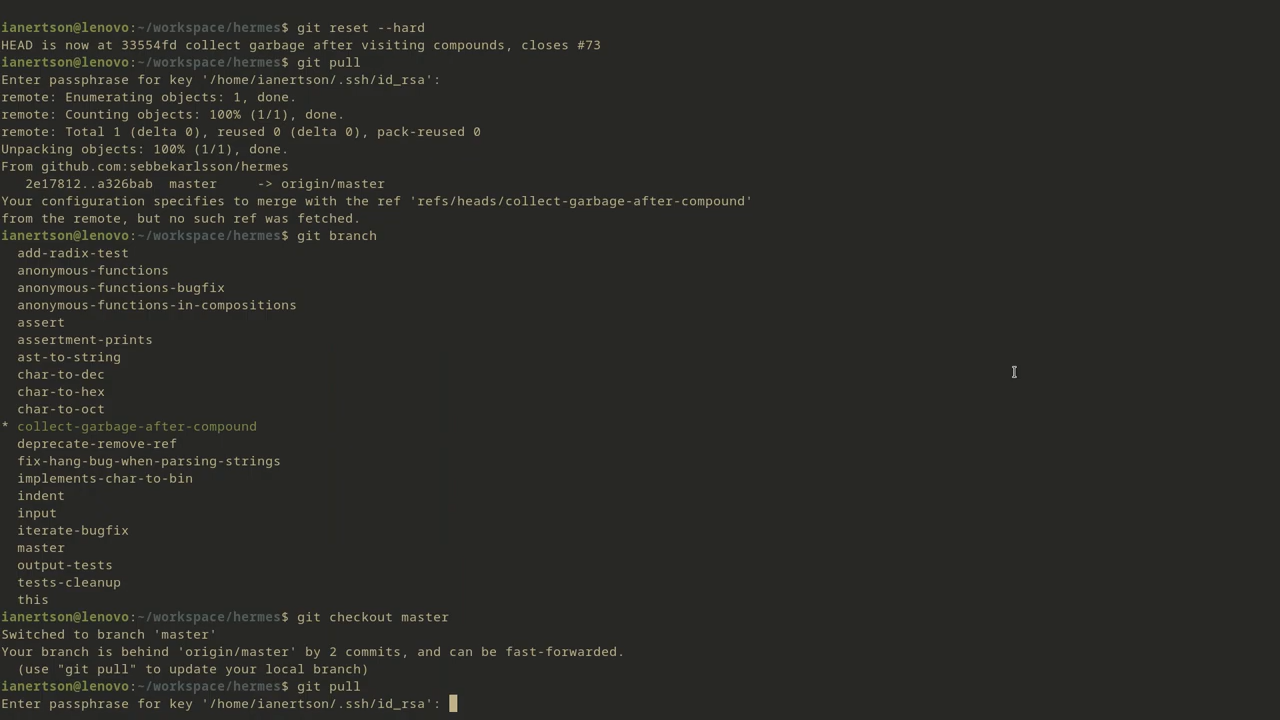 ianertson@lenovo:~/workspace/hermes$ git reset --hard
HEAD is now at 33554fd collect garbage after visiting compounds, closes #73
ianertson@lenovo:~/workspace/hermes$ git pull
Enter passphrase for key '/home/ianertson/.ssh/id_rsa':
remote: Enumerating objects: 1, done.
remote: Counting objects: 100% (1/1), done.
remote: Total 1 (delta 0), reused 0 (delta 0), pack-reused 0
Unpacking objects: 100% (1/1), done.
From github.com:sebbekarlsson/hermes
   2e17812..a326bab  master     -> origin/master
Your configuration specifies to merge with the ref 'refs/heads/collect-garbage-after-compound'
from the remote, but no such ref was fetched.
ianertson@lenovo:~/workspace/hermes$ git branch
  add-radix-test
  anonymous-functions
  anonymous-functions-bugfix
  anonymous-functions-in-compositions
  assert
  assertment-prints
  ast-to-string
  char-to-dec
  char-to-hex
  char-to-oct
* collect-garbage-after-compound
  deprecate-remove-ref
  fix-hang-bug-when-parsing-strings
  implements-char-to-bin
  indent
  input
  iterate-bugfix
  master
  output-tests
  tests-cleanup
  this
ianertson@lenovo:~/workspace/hermes$ git checkout master
Switched to branch 'master'
Your branch is behind 'origin/master' by 2 commits, and can be fast-forwarded.
  (use "git pull" to update your local branch)
ianertson@lenovo:~/workspace/hermes$ git pull
Enter passphrase for key '/home/ianertson/.ssh/id_rsa':